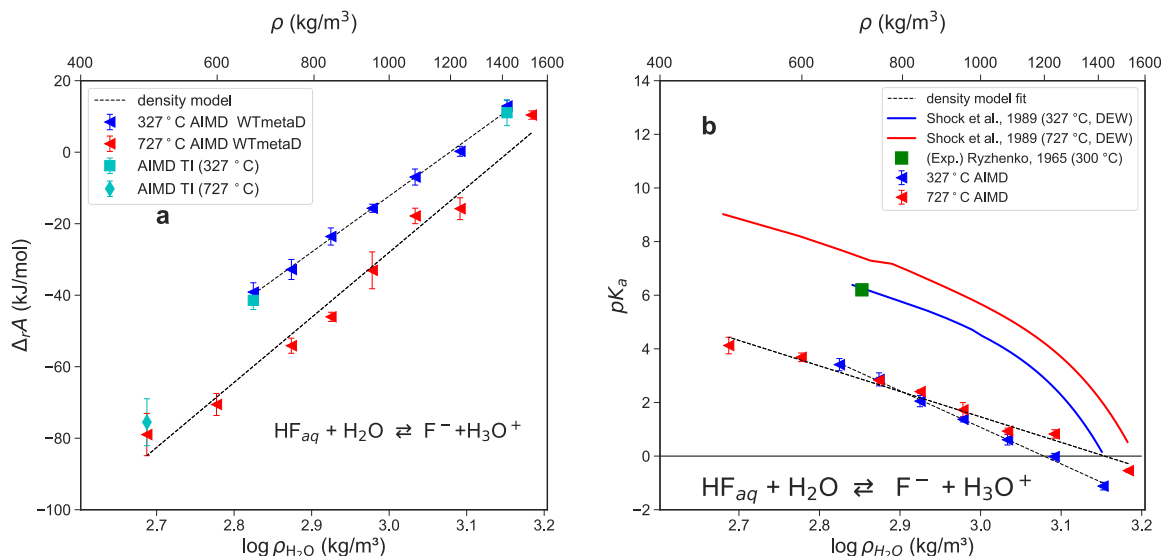 ρ (kg/m³)
400 600 800 1000 1200 1400 1600
20
0
−20
−40
−60
−80
−100
ΔᵣA (kJ/mol)
density model
327 °C AIMD WTmetaD
727 °C AIMD WTmetaD
AIMD TI (327 °C)
AIMD TI (727 °C)
a
HF_aq + H₂O ⇄ F⁻+H₃O⁺
2.7 2.8 2.9 3.0 3.1 3.2
log ρ_H₂O (kg/m³)
ρ (kg/m³)
400 600 800 1000 1200 1400 1600
14
12
10
8
6
4
2
0
−2
pKₐ
b
density model fit
Shock et al., 1989 (327 °C, DEW)
Shock et al., 1989 (727 °C, DEW)
(Exp.) Ryzhenko, 1965 (300 °C)
327 °C AIMD
727 °C AIMD
HF_aq + H₂O ⇄ F⁻ + H₃O⁺
2.7 2.8 2.9 3.0 3.1 3.2
log ρ_H₂O (kg/m³)